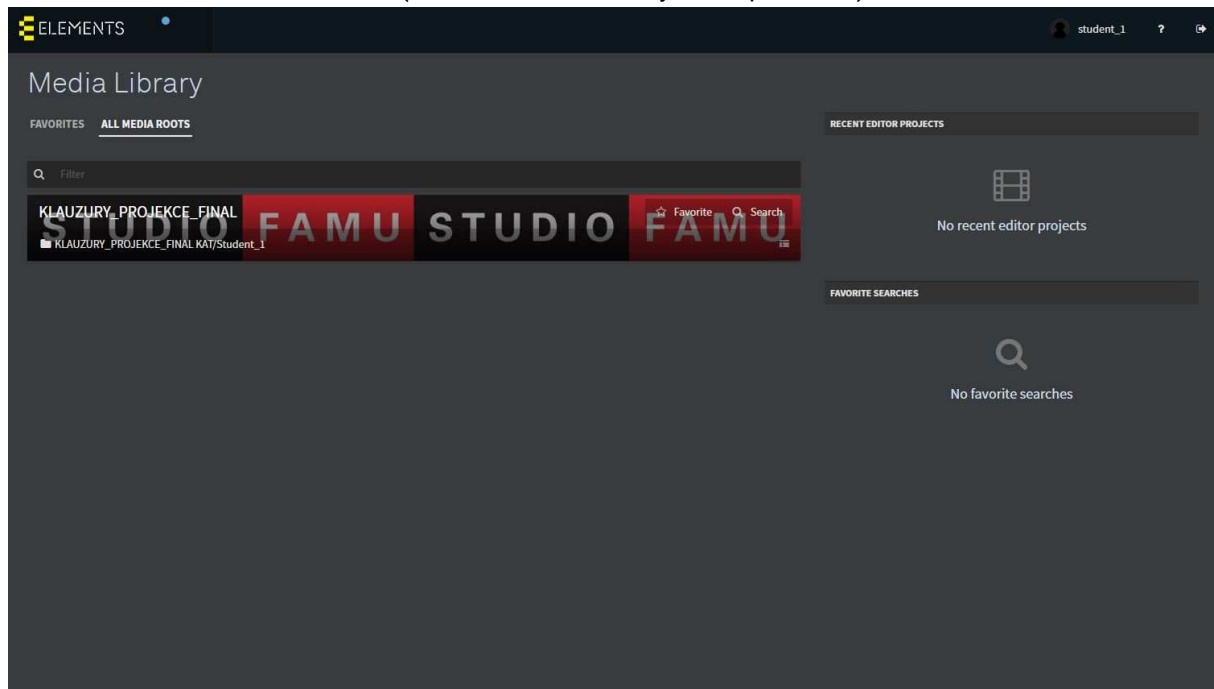 ELEMENTS
student_1 ?
Media Library
FAVORITES ALL MEDIA ROOTS
Filter
KLAUZURY_PROJEKCE_FINAL
STUDIO FAMU STUDIO FAMU
Favorite Search
KLAUZURY_PROJEKCE_FINAL KAT/Student_1
RECENT EDITOR PROJECTS
No recent editor projects
FAVORITE SEARCHES
No favorite searches